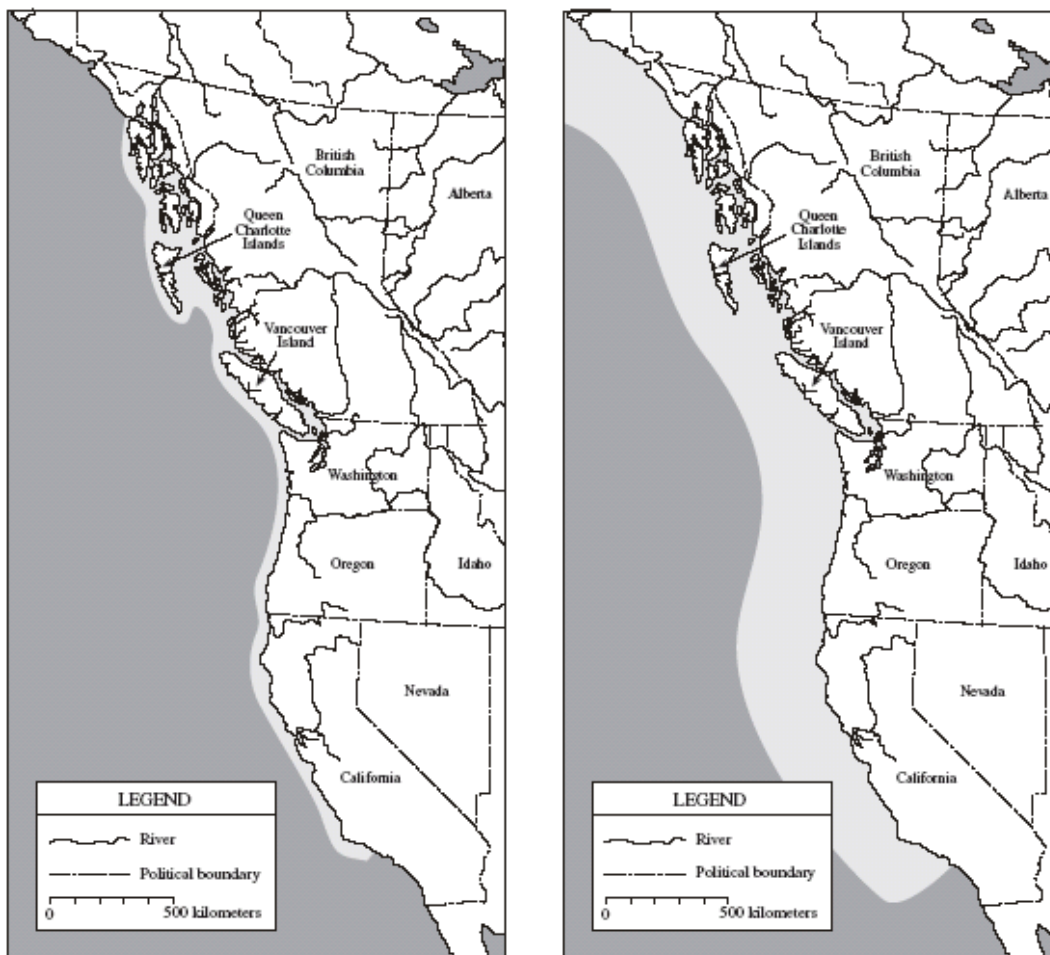 British
Columbia
Alberta
Queen
Charlotte
Islands
Vancouver
Island
Washington
Oregon
Idaho
Nevada
California
LEGEND
River
Political boundary
0
500 kilometers
British
Columbia
Alberta
Queen
Charlotte
Islands
Vancouver
Island
Washington
Oregon
Idaho
Nevada
California
LEGEND
River
Political boundary
0
500 kilometers